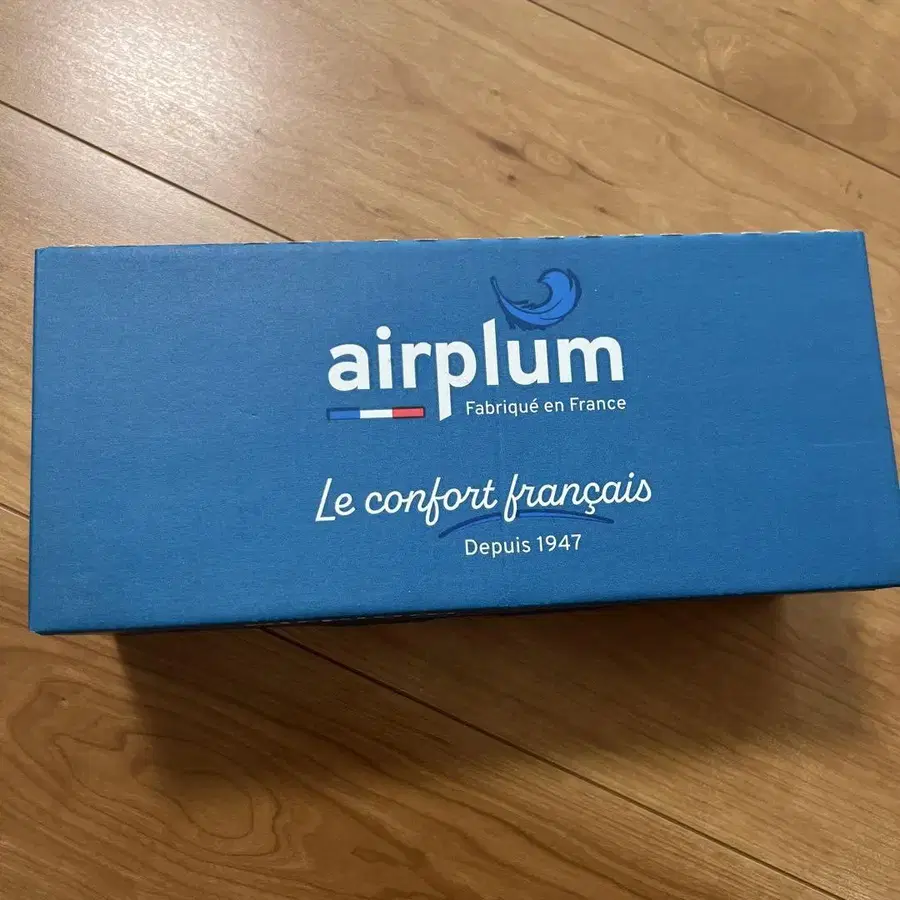 airplum
Fabriqué en France
Le confort français
Depuis 1947